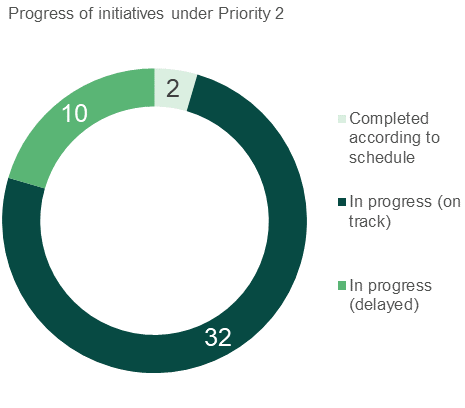 Progress of initiatives under Priority 2
2
10
32
Completed
according to
schedule
In progress (on
track)
In progress
(delayed)